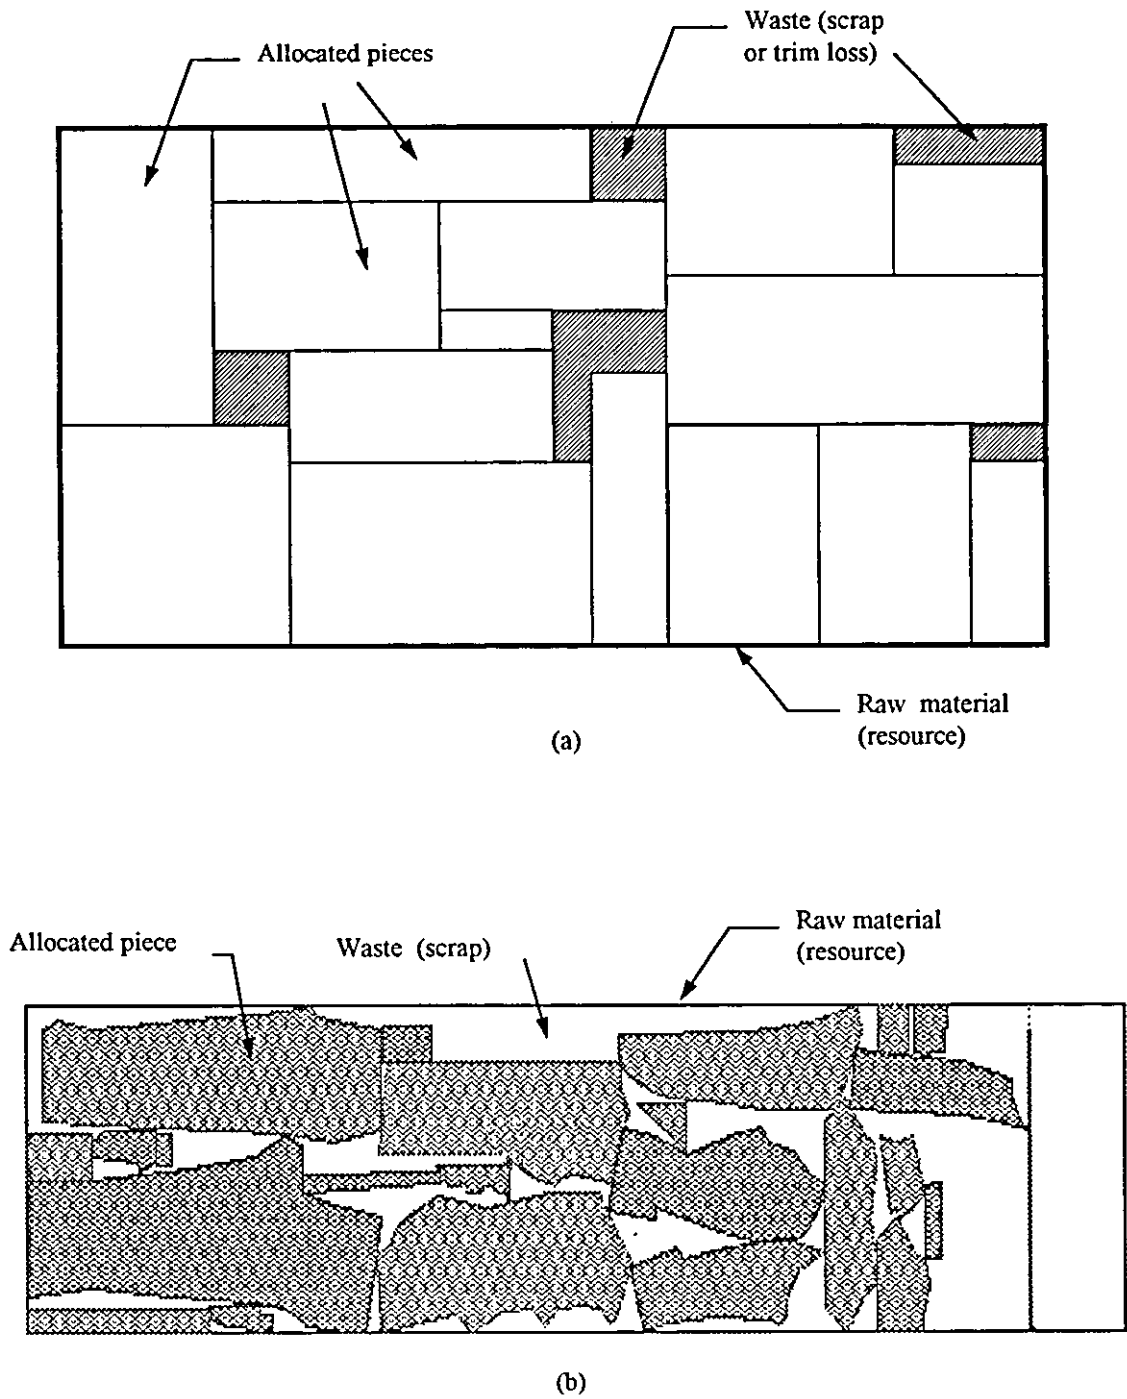 Waste (scrap
or trim loss)
Allocated pieces
Raw material
(resource)
(a)
Raw material
(resource)
Allocated piece
Waste (scrap)
(b)